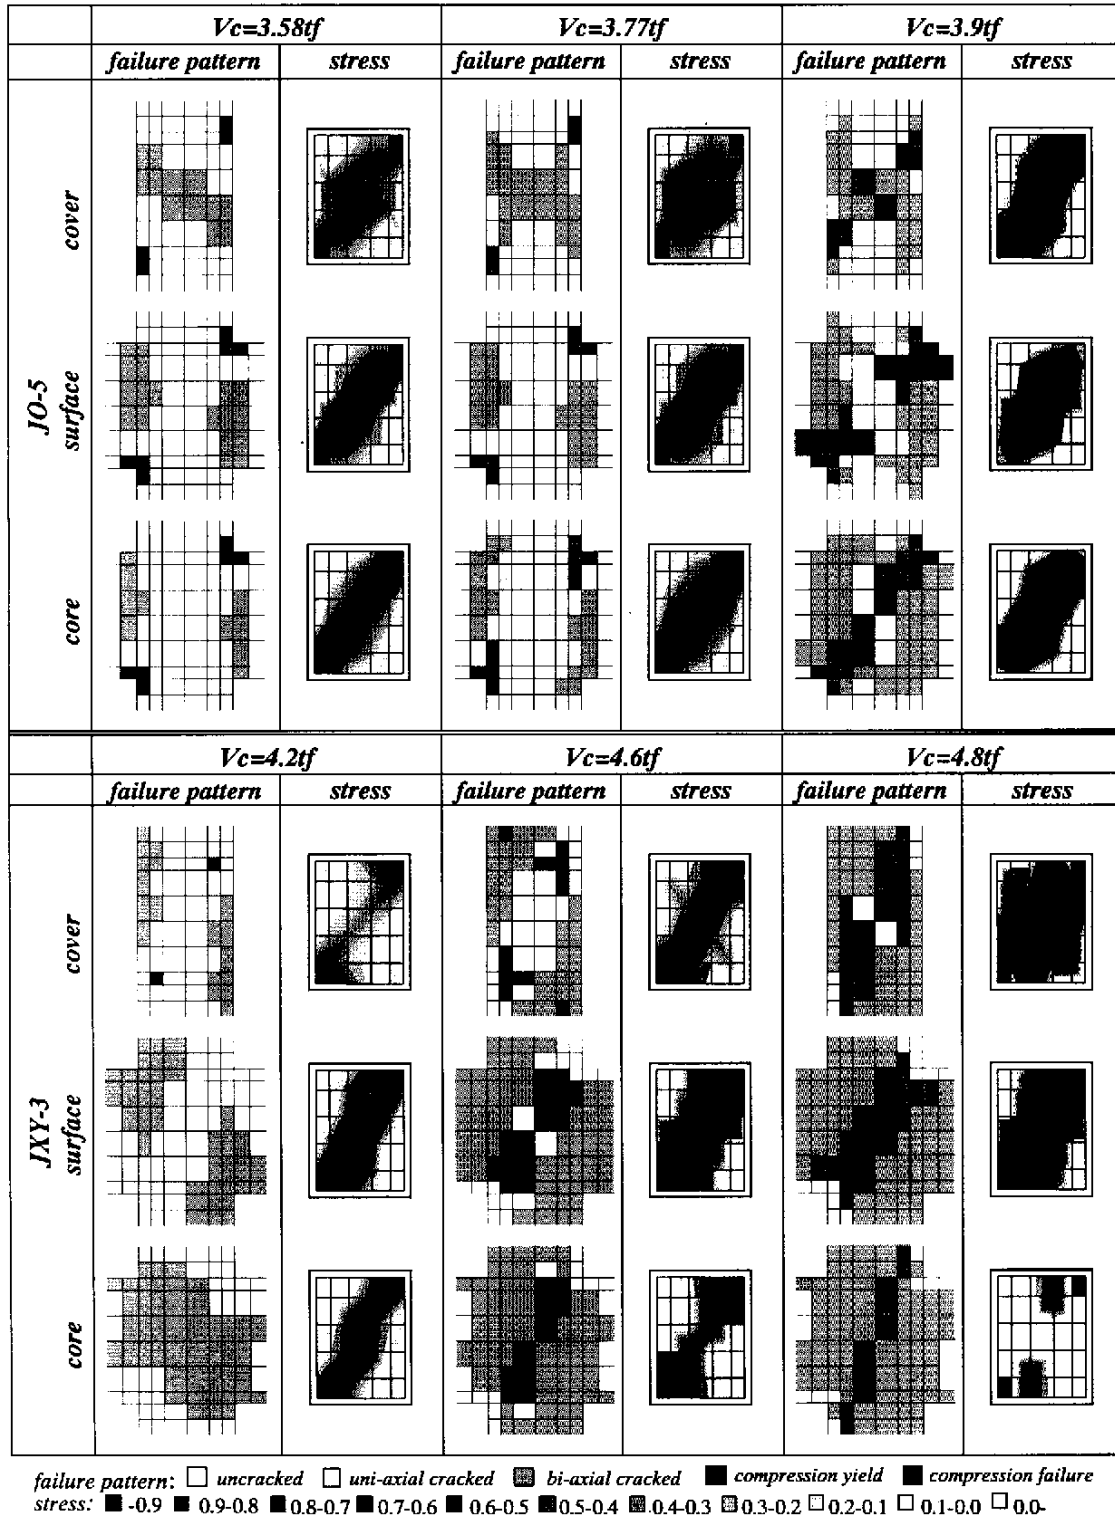 Vc=3.58tf Vc=3.77tf Vc=3.9tf
failure pattern stress failure pattern stress failure pattern stress
JO-5
cover
surface
core
Vc=4.2tf Vc=4.6tf Vc=4.8tf
failure pattern stress failure pattern stress failure pattern stress
JXY-3
cover
surface
core
failure pattern: uncracked uni-axial cracked bi-axial cracked compression yield compression failure
stress: -0.9 0.9-0.8 0.8-0.7 0.7-0.6 0.6-0.5 0.5-0.4 0.4-0.3 0.3-0.2 0.2-0.1 0.1-0.0 0.0-